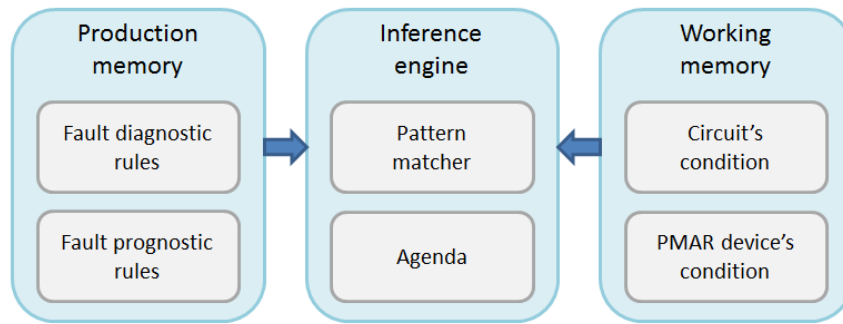 Production
memory
Fault diagnostic
rules
Fault prognostic
rules
Inference
engine
Pattern
matcher
Agenda
Working
memory
Circuit's
condition
PMAR device's
condition